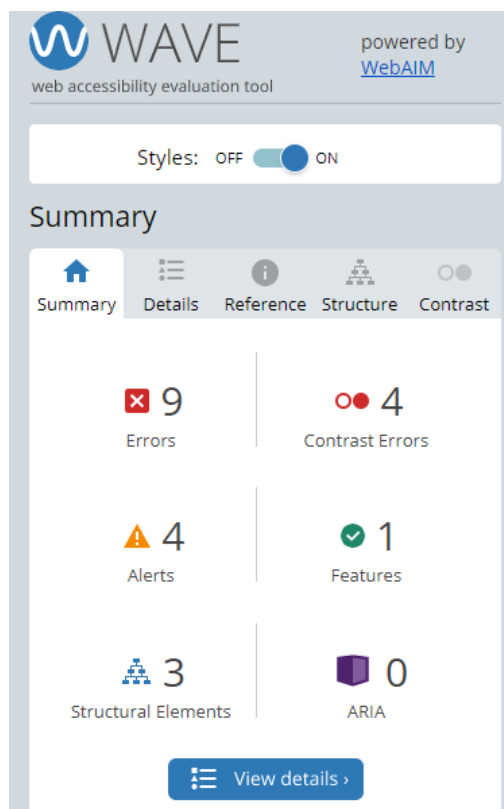 WAVE
powered by
WebAIM
web accessibility evaluation tool
Styles: OFF ON
Summary
Summary Details Reference Structure Contrast
9 4
Errors Contrast Errors
4 1
Alerts Features
3 0
Structural Elements ARIA
View details ›